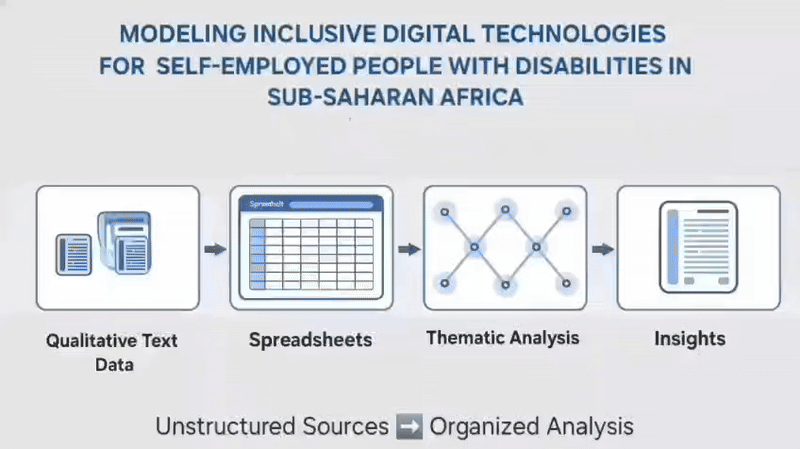 MODELING INCLUSIVE DIGITAL TECHNOLOGIES
FOR SELF-EMPLOYED PEOPLE WITH DISABILITIES IN
SUB-SAHARAN AFRICA
Qualitative Text
Data
Spreadsheets
Thematic Analysis
Insights
Unstructured Sources ➡ Organized Analysis